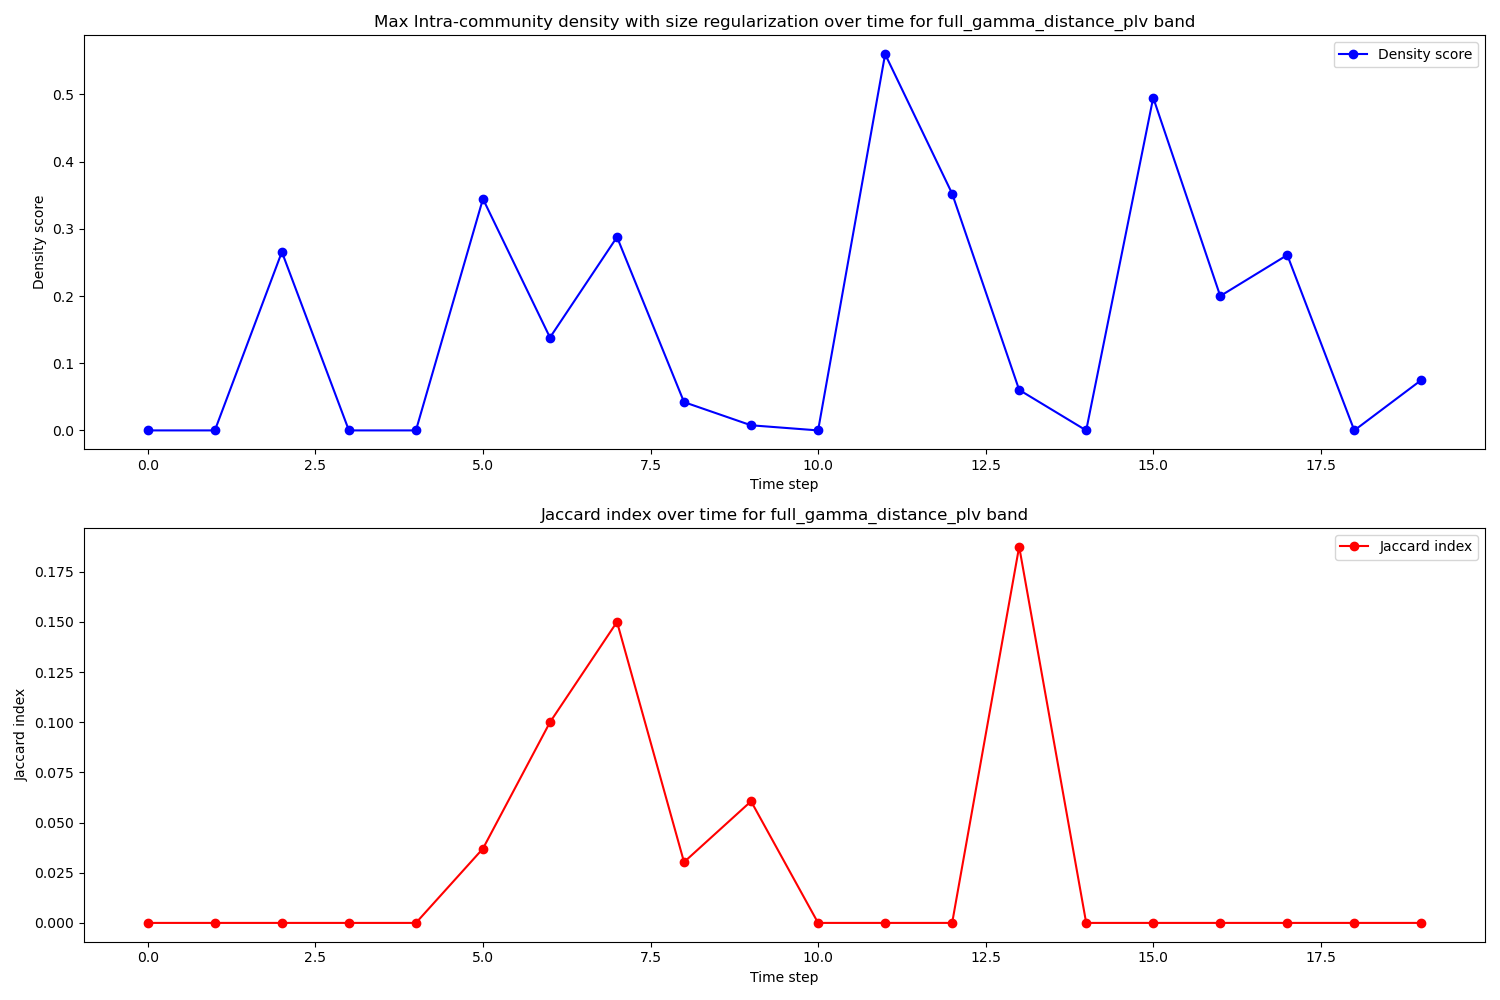 Max Intra-community density with size regularization over time for full_gamma_distance_plv band
Density score
Density score
0.5
0.4
0.3
0.2
0.1
0.0
0.0 2.5 5.0 7.5 10.0 12.5 15.0 17.5
Time step
Jaccard index over time for full_gamma_distance_plv band
Jaccard index
Jaccard index
0.175
0.150
0.125
0.100
0.075
0.050
0.025
0.000
0.0 2.5 5.0 7.5 10.0 12.5 15.0 17.5
Time step